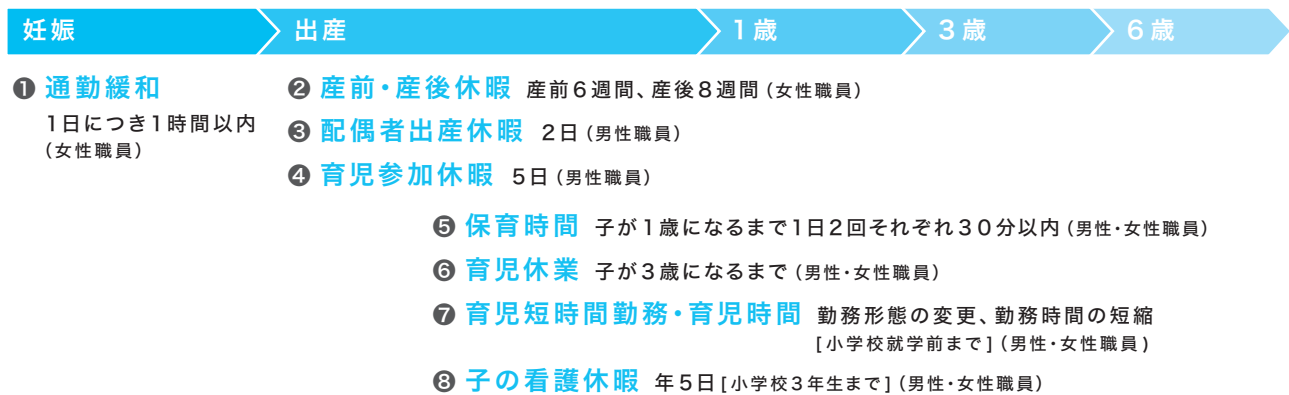 妊娠 出産 1歳 3歳 6歳
❶ 通勤緩和
1日につき1時間以内
(女性職員)
❷ 産前・産後休暇 産前6週間、産後8週間(女性職員)
❸ 配偶者出産休暇 2日(男性職員)
❹ 育児参加休暇 5日(男性職員)
❺ 保育時間 子が1歳になるまで1日2回それぞれ30分以内(男性・女性職員)
❻ 育児休業 子が3歳になるまで(男性・女性職員)
❼ 育児短時間勤務・育児時間 勤務形態の変更、勤務時間の短縮
[小学校就学前まで](男性・女性職員)
❽ 子の看護休暇 年5日[小学校3年生まで](男性・女性職員)